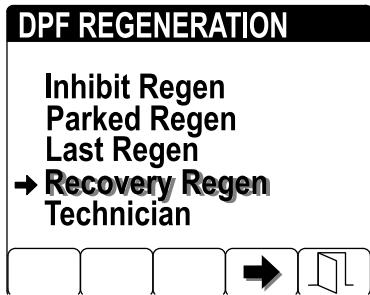 DPF REGENERATION
Inhibit Regen
Parked Regen
Last Regen
Recovery Regen
Technician